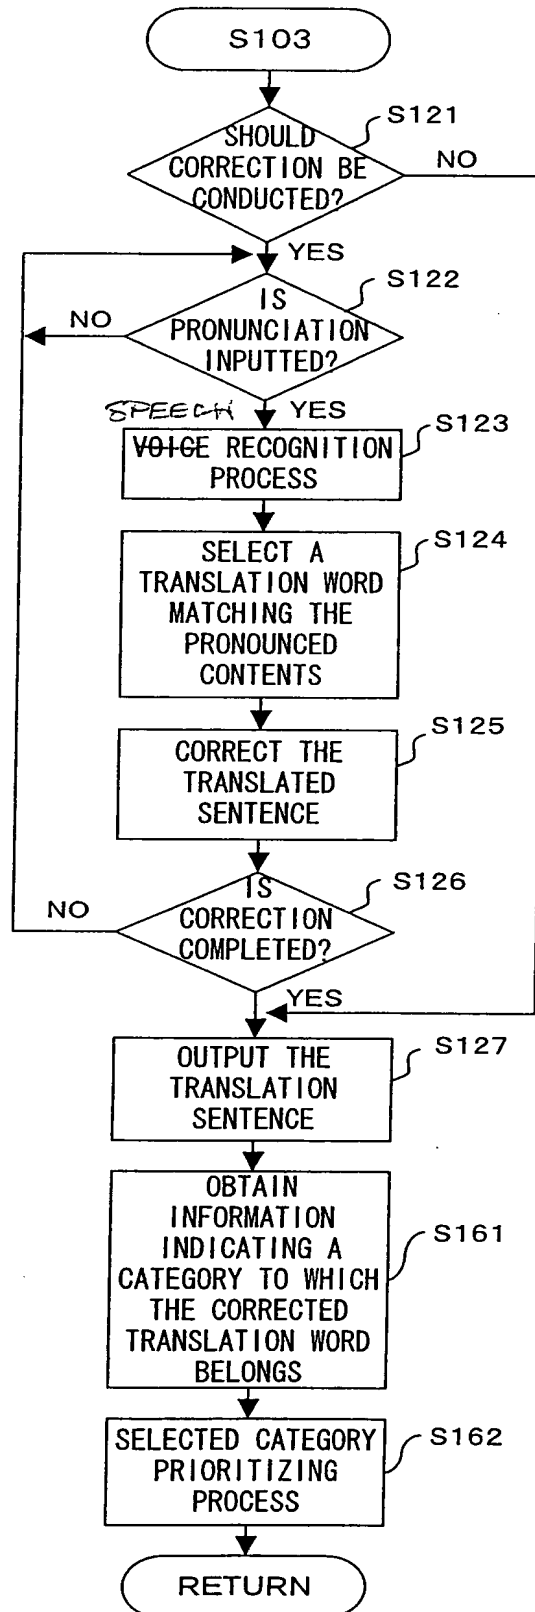 S103
S121
SHOULD
CORRECTION BE
CONDUCTED?
NO
YES
S122
IS
PRONUNCIATION
INPUTTED?
NO
SPEECH
YES
S123
VOICE RECOGNITION
PROCESS
S124
SELECT A
TRANSLATION WORD
MATCHING THE
PRONOUNCED
CONTENTS
S125
CORRECT THE
TRANSLATED
SENTENCE
S126
IS
CORRECTION
COMPLETED?
NO
YES
S127
OUTPUT THE
TRANSLATION
SENTENCE
OBTAIN
INFORMATION
INDICATING A
CATEGORY TO WHICH
THE CORRECTED
TRANSLATION WORD
BELONGS
S161
SELECTED CATEGORY
PRIORITIZING
PROCESS
S162
RETURN